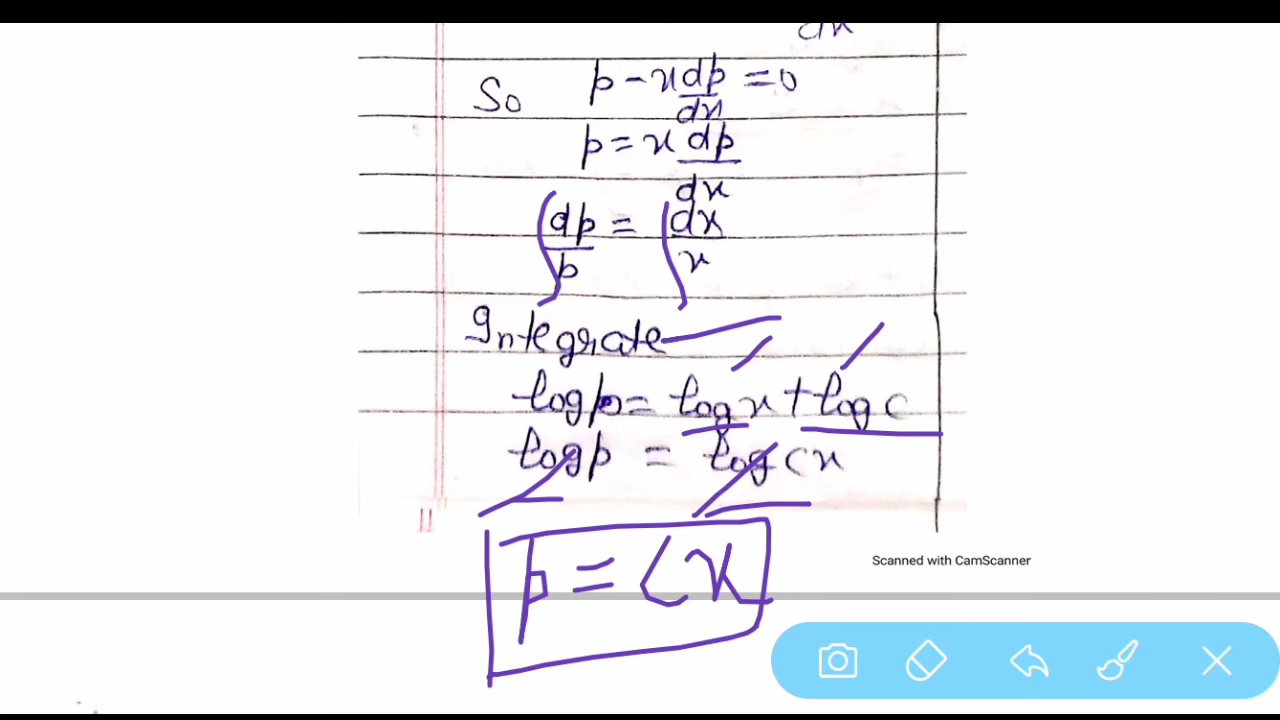 dx
So p - x dp/dx = 0
p = x dp/dx
∫ dp/p = ∫ dx/x
Integrate
log p = log x + log c
log p = log cx
p = Cx
Scanned with CamScanner